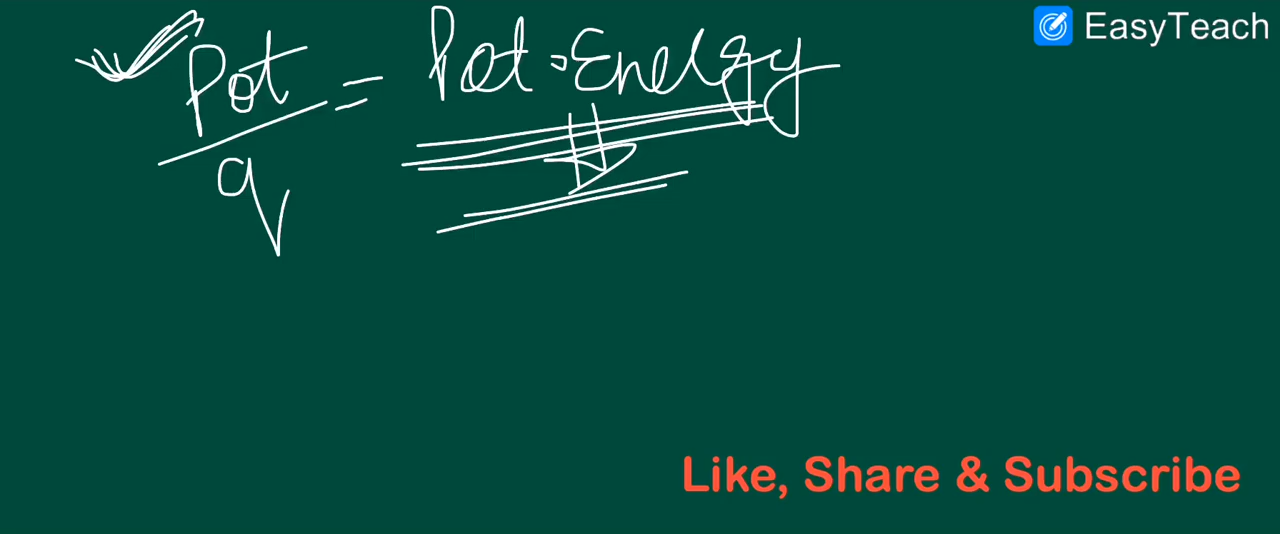 EasyTeach
Pot = Pot. Energy
q
Like, Share & Subscribe